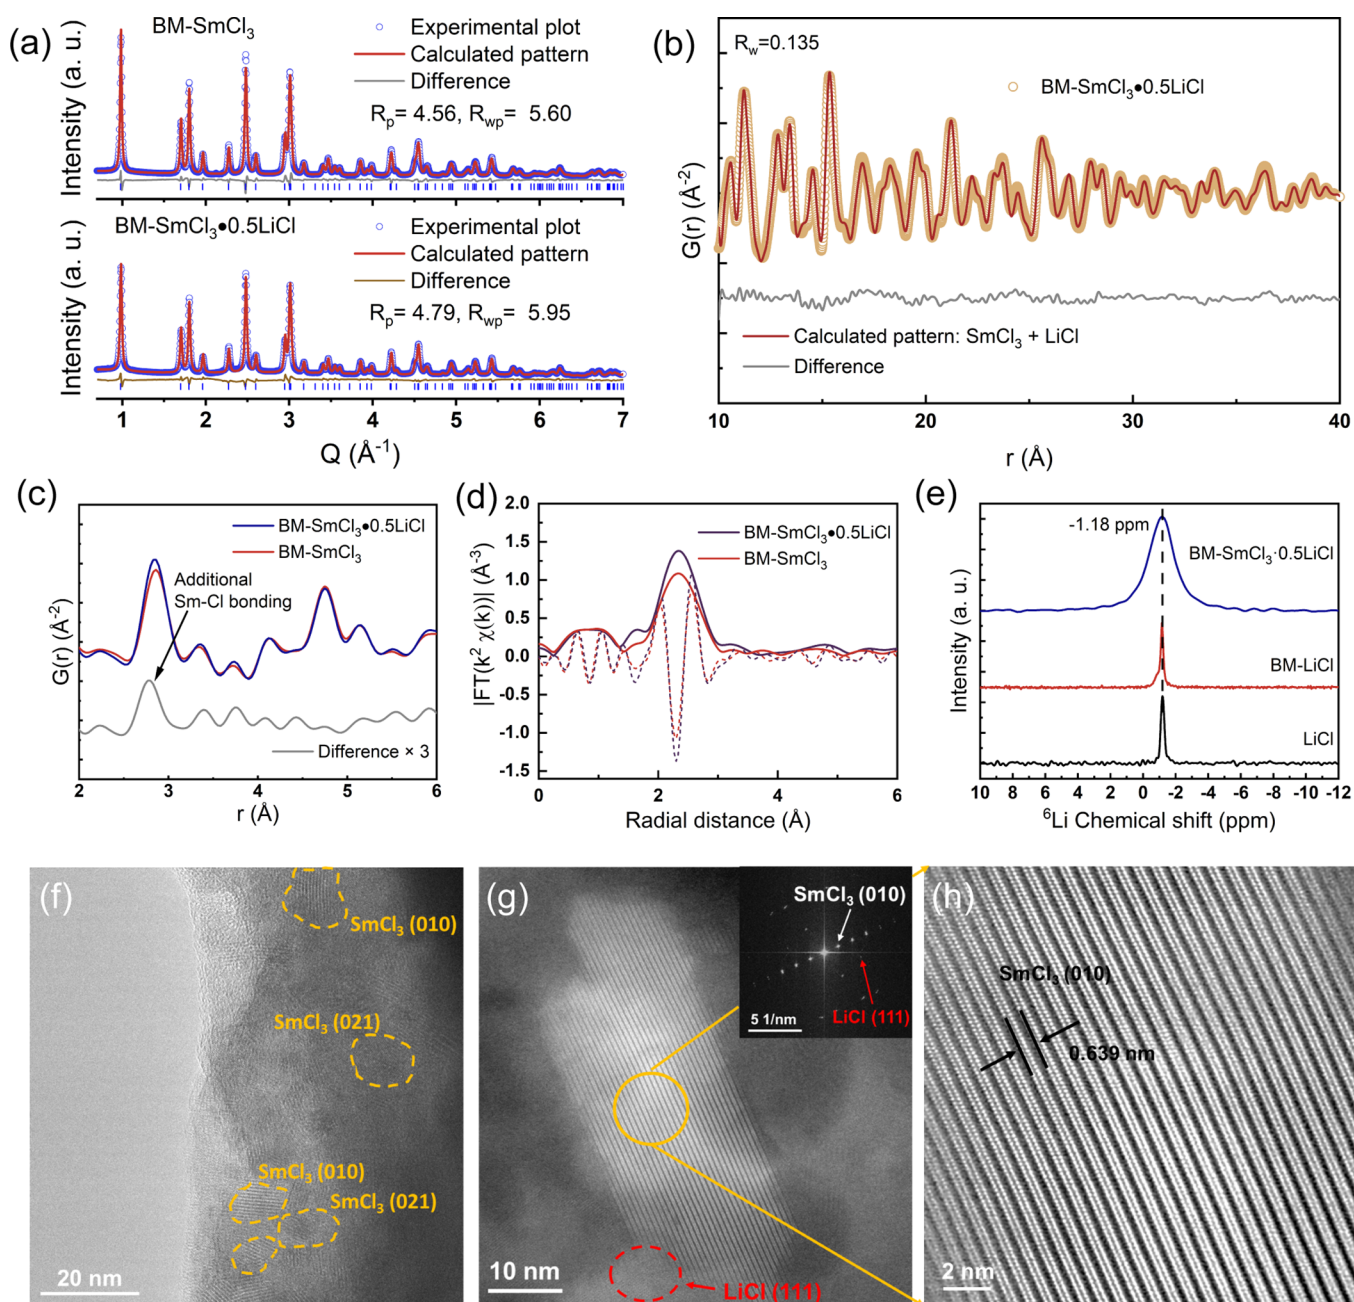 (a)
BM-SmCl₃
Experimental plot
Calculated pattern
Difference
Rₚ= 4.56, R_wp= 5.60
Intensity (a. u.)
BM-SmCl₃●0.5LiCl
Experimental plot
Calculated pattern
Difference
Rₚ= 4.79, R_wp= 5.95
Intensity (a. u.)
1 2 3 4 5 6 7
Q (Å⁻¹)
(b)
R_w=0.135
BM-SmCl₃●0.5LiCl
G(r) (Å⁻²)
Calculated pattern: SmCl₃ + LiCl
Difference
10 20 30 40
r (Å)
(c)
BM-SmCl₃●0.5LiCl
BM-SmCl₃
Additional
Sm-Cl bonding
G(r) (Å⁻²)
Difference × 3
2 3 4 5 6
r (Å)
(d)
2.0
1.5
1.0
0.5
0.0
-0.5
-1.0
-1.5
|FT(k² χ(k))| (Å⁻³)
BM-SmCl₃●0.5LiCl
BM-SmCl₃
0 2 4 6
Radial distance (Å)
(e)
-1.18 ppm
BM-SmCl₃·0.5LiCl
BM-LiCl
LiCl
Intensity (a. u.)
10 8 6 4 2 0 -2 -4 -6 -8 -10 -12
⁶Li Chemical shift (ppm)
(f)
SmCl₃ (010)
SmCl₃ (021)
SmCl₃ (010)
SmCl₃ (021)
20 nm
(g)
SmCl₃ (010)
LiCl (111)
5 1/nm
LiCl (111)
10 nm
(h)
SmCl₃ (010)
0.639 nm
2 nm